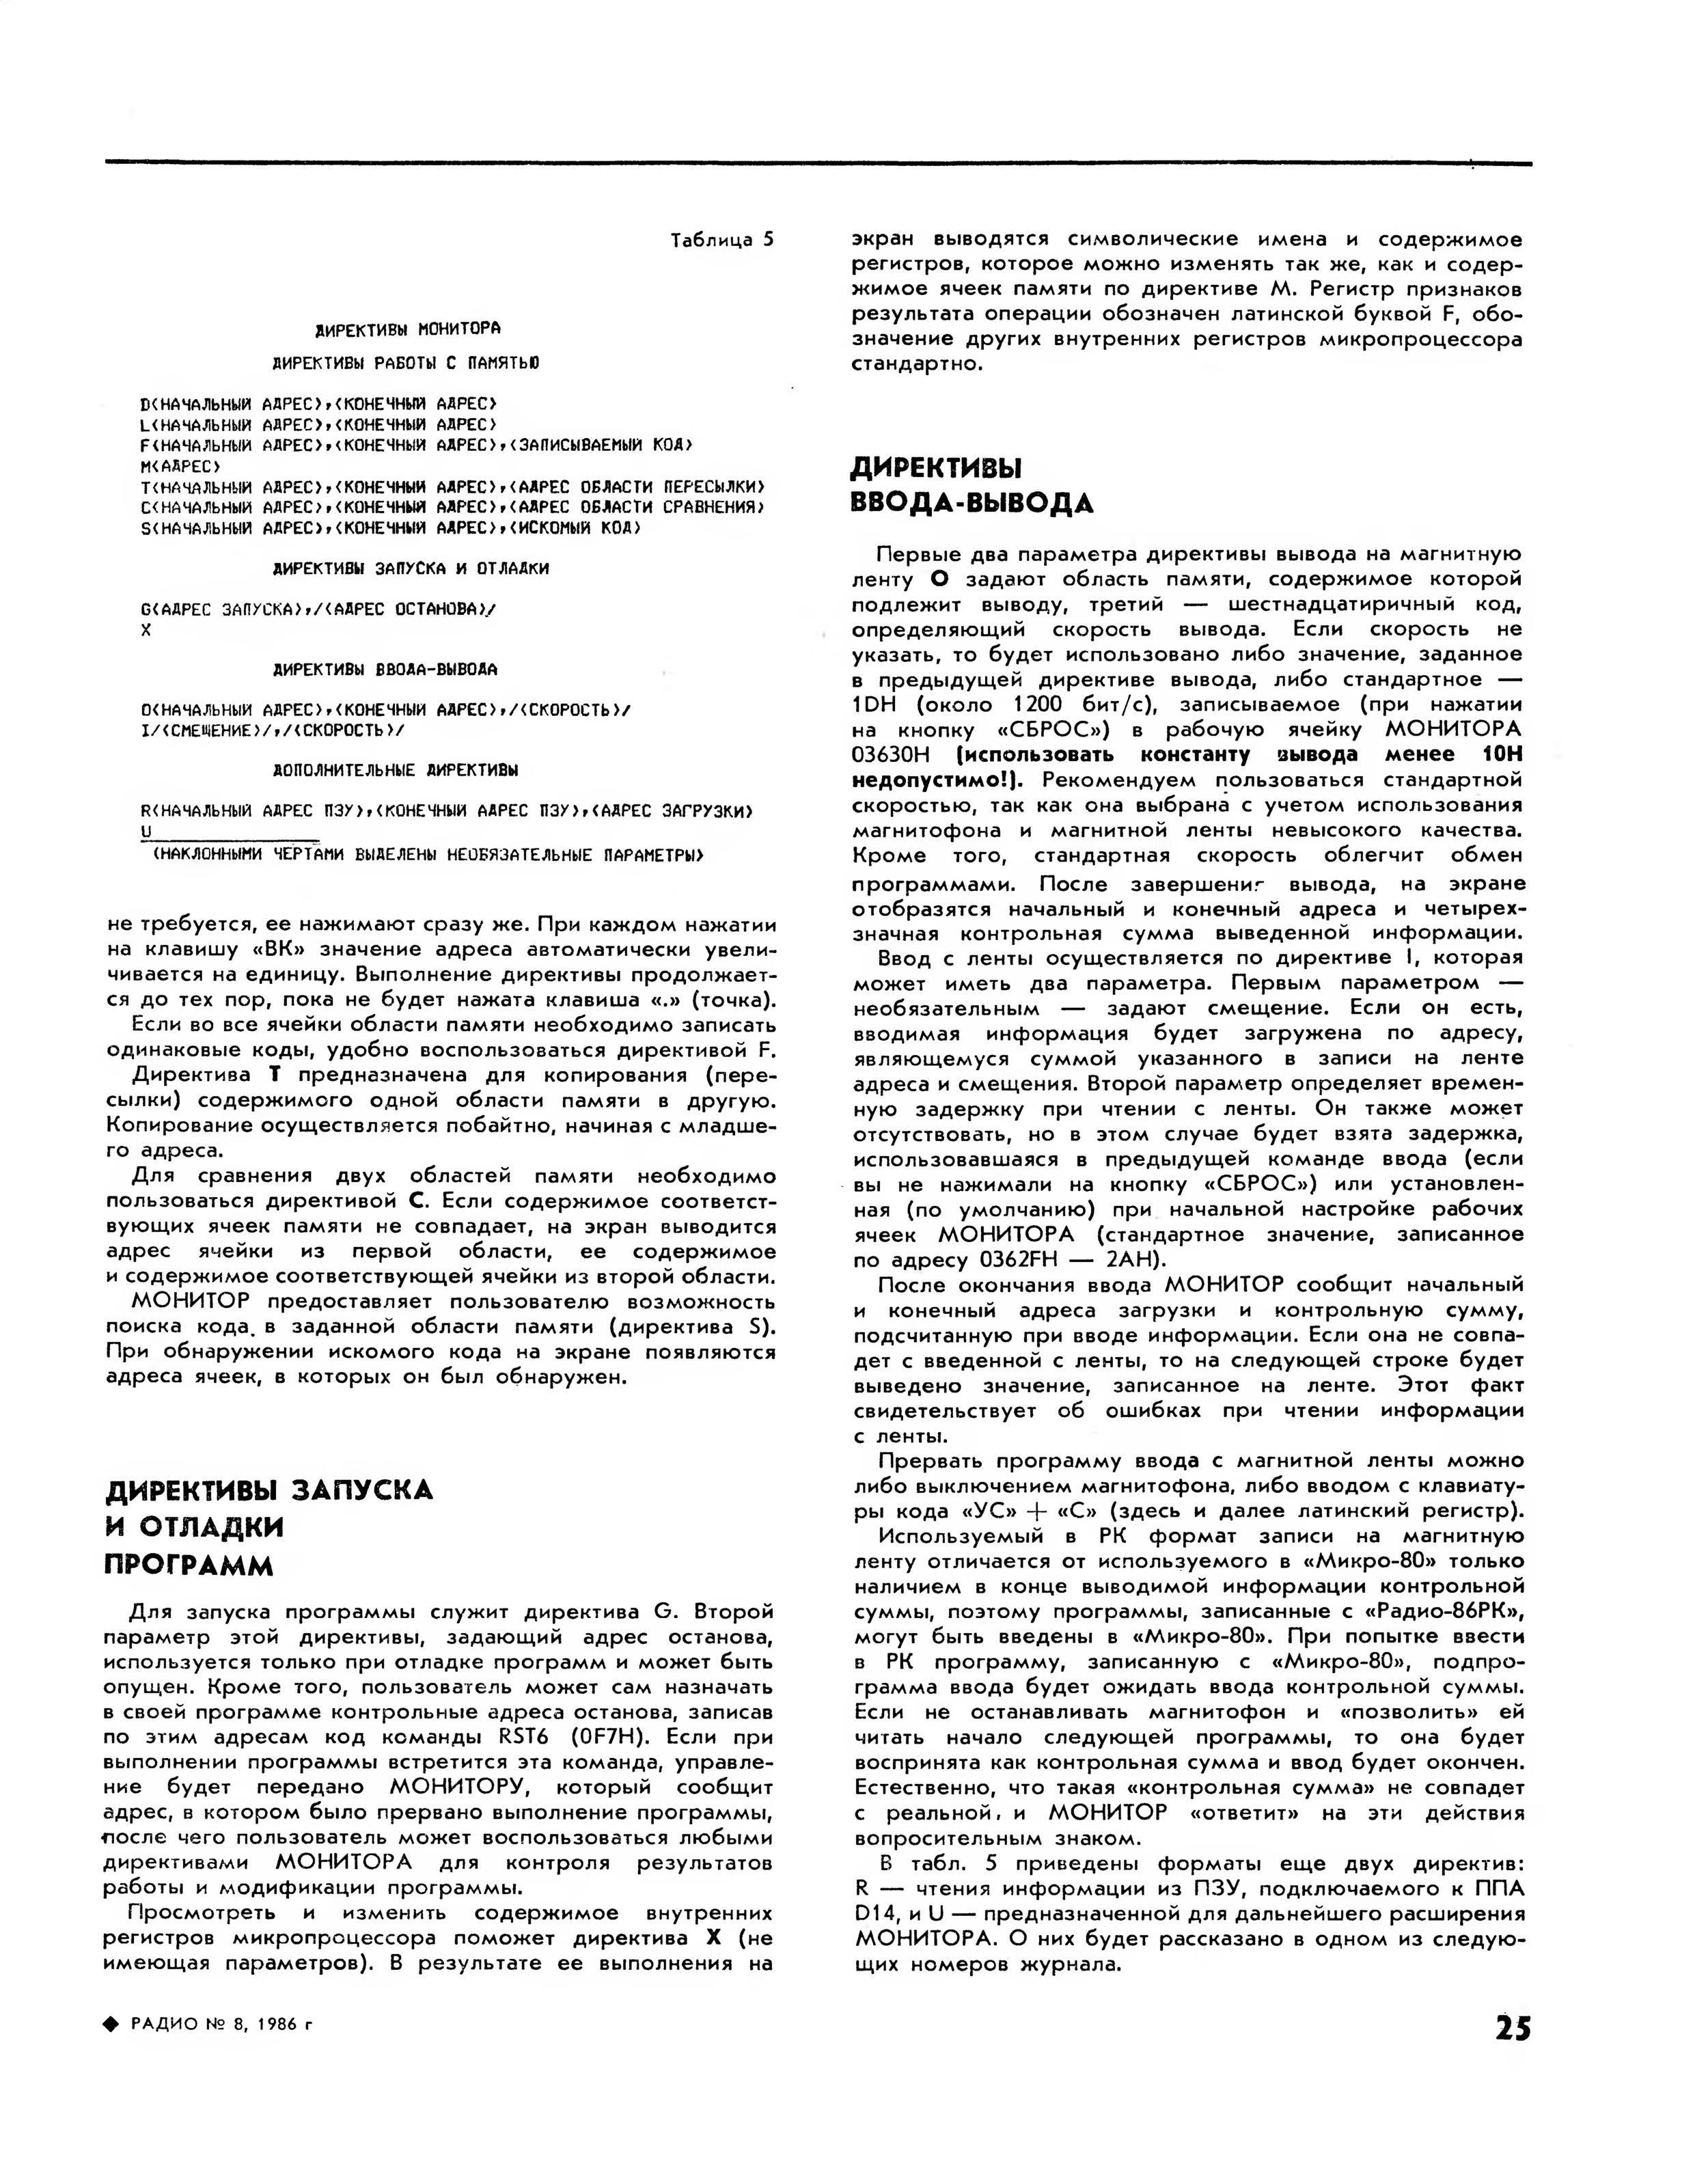 Таблица 5
ДИРЕКТИВЫ МОНИТОРА
ДИРЕКТИВЫ РАБОТЫ С ПАМЯТЬЮ
D<НАЧАЛЬНЫЙ АДРЕС>,<КОНЕЧНЫЙ АДРЕС>
L<НАЧАЛЬНЫЙ АДРЕС>,<КОНЕЧНЫЙ АДРЕС>
F<НАЧАЛЬНЫЙ АДРЕС>,<КОНЕЧНЫЙ АДРЕС>,<ЗАПИСЫВАЕМЫЙ КОД>
M<АДРЕС>
T<НАЧАЛЬНЫЙ АДРЕС>,<КОНЕЧНЫЙ АДРЕС>,<АДРЕС ОБЛАСТИ ПЕРЕСЫЛКИ>
C<НАЧАЛЬНЫЙ АДРЕС>,<КОНЕЧНЫЙ АДРЕС>,<АДРЕС ОБЛАСТИ СРАВНЕНИЯ>
S<НАЧАЛЬНЫЙ АДРЕС>,<КОНЕЧНЫЙ АДРЕС>,<ИСКОМЫЙ КОД>
ДИРЕКТИВЫ ЗАПУСКА И ОТЛАДКИ
G<АДРЕС ЗАПУСКА>,/<АДРЕС ОСТАНОВА>/
X
ДИРЕКТИВЫ ВВОДА-ВЫВОДА
O<НАЧАЛЬНЫЙ АДРЕС>,<КОНЕЧНЫЙ АДРЕС>,/<СКОРОСТЬ>/
I/<СМЕЩЕНИЕ>/,/<СКОРОСТЬ>/
ДОПОЛНИТЕЛЬНЫЕ ДИРЕКТИВЫ
R<НАЧАЛЬНЫЙ АДРЕС ПЗУ>,<КОНЕЧНЫЙ АДРЕС ПЗУ>,<АДРЕС ЗАГРУЗКИ>
U
(НАКЛОННЫМИ ЧЕРТАМИ ВЫДЕЛЕНЫ НЕОБЯЗАТЕЛЬНЫЕ ПАРАМЕТРЫ)
не требуется, ее нажимают сразу же. При каждом нажатии
на клавишу «ВК» значение адреса автоматически увели-
чивается на единицу. Выполнение директивы продолжает-
ся до тех пор, пока не будет нажата клавиша «.» (точка).
Если во все ячейки области памяти необходимо записать
одинаковые коды, удобно воспользоваться директивой F.
Директива T предназначена для копирования (пере-
сылки) содержимого одной области памяти в другую.
Копирование осуществляется побайтно, начиная с младше-
го адреса.
Для сравнения двух областей памяти необходимо
пользоваться директивой C. Если содержимое соответст-
вующих ячеек памяти не совпадает, на экран выводится
адрес ячейки из первой области, ее содержимое
и содержимое соответствующей ячейки из второй области.
МОНИТОР предоставляет пользователю возможность
поиска кода. в заданной области памяти (директива S).
При обнаружении искомого кода на экране появляются
адреса ячеек, в которых он был обнаружен.
ДИРЕКТИВЫ ЗАПУСКА
И ОТЛАДКИ
ПРОГРАММ
Для запуска программы служит директива G. Второй
параметр этой директивы, задающий адрес останова,
используется только при отладке программ и может быть
опущен. Кроме того, пользователь может сам назначать
в своей программе контрольные адреса останова, записав
по этим адресам код команды RST6 (0F7H). Если при
выполнении программы встретится эта команда, управле-
ние будет передано МОНИТОРУ, который сообщит
адрес, в котором было прервано выполнение программы,
после чего пользователь может воспользоваться любыми
директивами МОНИТОРА для контроля результатов
работы и модификации программы.
Просмотреть и изменить содержимое внутренних
регистров микропроцессора поможет директива X (не
имеющая параметров). В результате ее выполнения на
экран выводятся символические имена и содержимое
регистров, которое можно изменять так же, как и содер-
жимое ячеек памяти по директиве M. Регистр признаков
результата операции обозначен латинской буквой F, обо-
значение других внутренних регистров микропроцессора
стандартно.
ДИРЕКТИВЫ
ВВОДА-ВЫВОДА
Первые два параметра директивы вывода на магнитную
ленту O задают область памяти, содержимое которой
подлежит выводу, третий — шестнадцатиричный код,
определяющий скорость вывода. Если скорость не
указать, то будет использовано либо значение, заданное
в предыдущей директиве вывода, либо стандартное —
1DH (около 1200 бит/с), записываемое (при нажатии
на кнопку «СБРОС») в рабочую ячейку МОНИТОРА
03630H (использовать константу вывода менее 10H
недопустимо!). Рекомендуем пользоваться стандартной
скоростью, так как она выбрана с учетом использования
магнитофона и магнитной ленты невысокого качества.
Кроме того, стандартная скорость облегчит обмен
программами. После завершения вывода, на экране
отобразятся начальный и конечный адреса и четырех-
значная контрольная сумма выведенной информации.
Ввод с ленты осуществляется по директиве I, которая
может иметь два параметра. Первым параметром —
необязательным — задают смещение. Если он есть,
вводимая информация будет загружена по адресу,
являющемуся суммой указанного в записи на ленте
адреса и смещения. Второй параметр определяет времен-
ную задержку при чтении с ленты. Он также может
отсутствовать, но в этом случае будет взята задержка,
использовавшаяся в предыдущей команде ввода (если
вы не нажимали на кнопку «СБРОС») или установлен-
ная (по умолчанию) при начальной настройке рабочих
ячеек МОНИТОРА (стандартное значение, записанное
по адресу 0362FH — 2AH).
После окончания ввода МОНИТОР сообщит начальный
и конечный адреса загрузки и контрольную сумму,
подсчитанную при вводе информации. Если она не совпа-
дет с введенной с ленты, то на следующей строке будет
выведено значение, записанное на ленте. Этот факт
свидетельствует об ошибках при чтении информации
с ленты.
Прервать программу ввода с магнитной ленты можно
либо выключением магнитофона, либо вводом с клавиату-
ры кода «УС» + «С» (здесь и далее латинский регистр).
Используемый в РК формат записи на магнитную
ленту отличается от используемого в «Микро-80» только
наличием в конце выводимой информации контрольной
суммы, поэтому программы, записанные с «Радио-86РК»,
могут быть введены в «Микро-80». При попытке ввести
в РК программу, записанную с «Микро-80», подпро-
грамма ввода будет ожидать ввода контрольной суммы.
Если не останавливать магнитофон и «позволить» ей
читать начало следующей программы, то она будет
воспринята как контрольная сумма и ввод будет окончен.
Естественно, что такая «контрольная сумма» не совпадет
с реальной, и МОНИТОР «ответит» на эти действия
вопросительным знаком.
В табл. 5 приведены форматы еще двух директив:
R — чтения информации из ПЗУ, подключаемого к ППА
D14, и U — предназначенной для дальнейшего расширения
МОНИТОРА. О них будет рассказано в одном из следую-
щих номеров журнала.
◆ РАДИО № 8, 1986 г
25